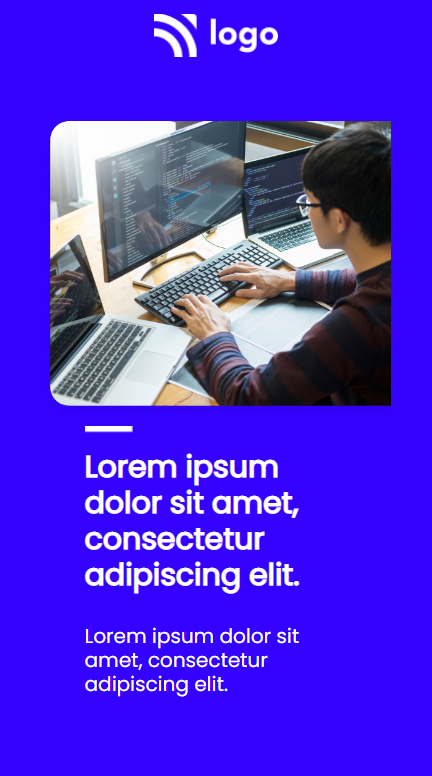 logo
Lorem ipsum
dolor sit amet,
consectetur
adipiscing elit.
Lorem ipsum dolor sit
amet, consectetur
adipiscing elit.